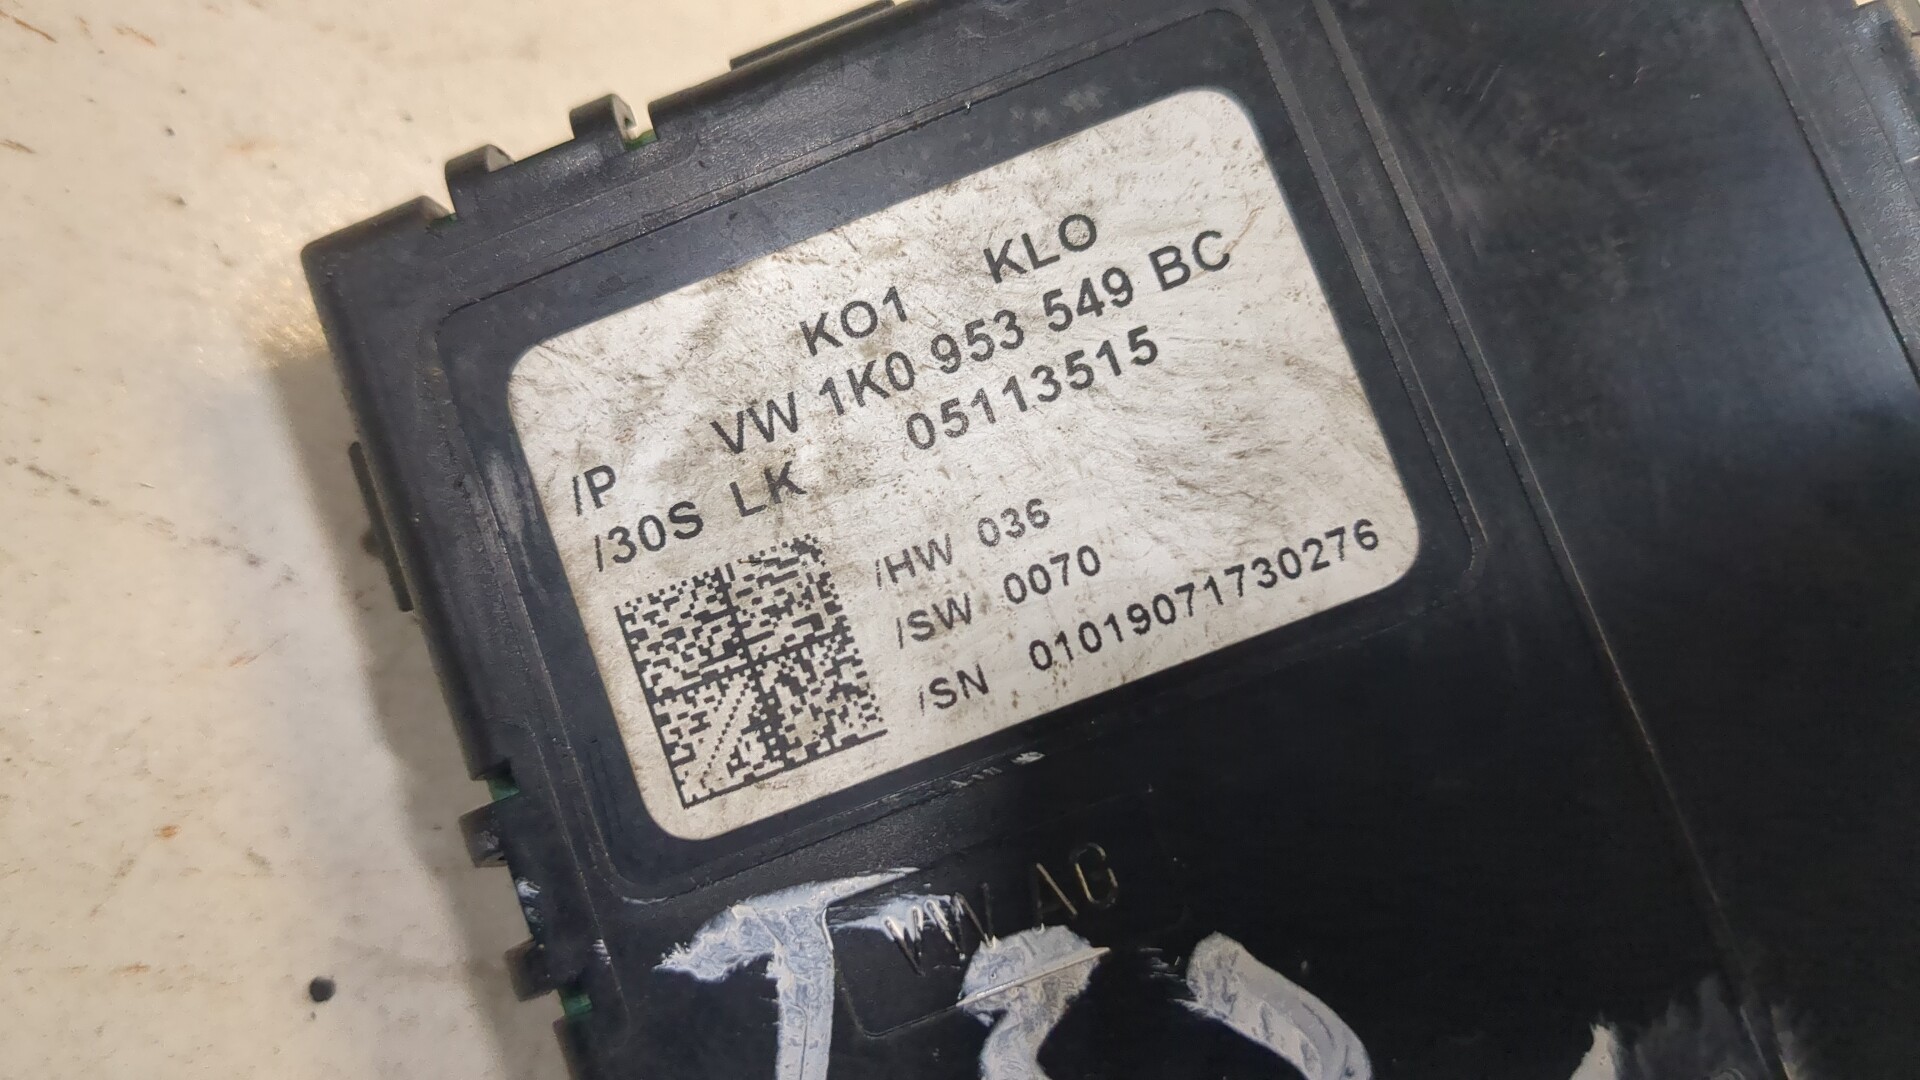 KO1 KLO
/P VW 1K0 953 549 BC
/30S LK 05113515
/HW 036
/SW 0070
/SN 01019071730276
VW AG